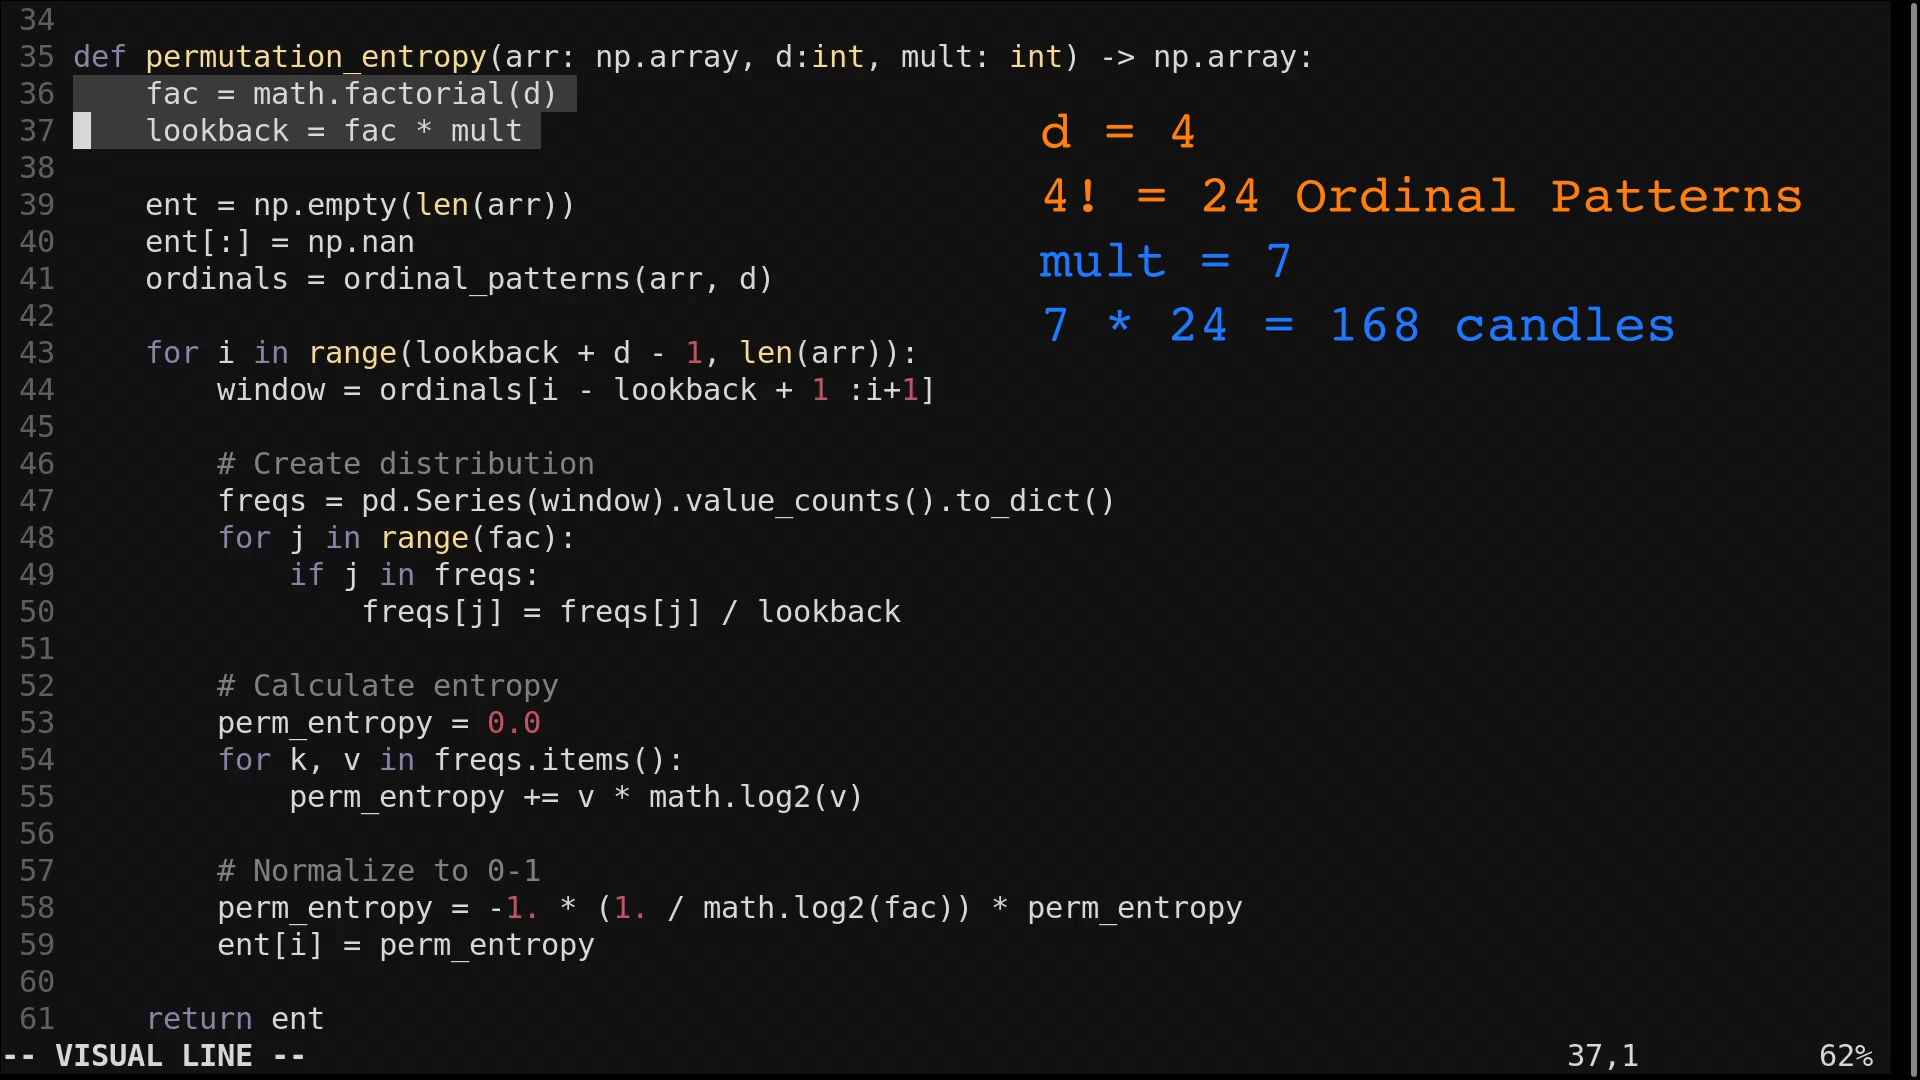 34
35 def permutation_entropy(arr: np.array, d:int, mult: int) -> np.array:
36     fac = math.factorial(d)
37     lookback = fac * mult
d = 4
38
4! = 24 Ordinal Patterns
39     ent = np.empty(len(arr))
40     ent[:] = np.nan
mult = 7
41     ordinals = ordinal_patterns(arr, d)
42
7 * 24 = 168 candles
43     for i in range(lookback + d - 1, len(arr)):
44         window = ordinals[i - lookback + 1 :i+1]
45
46         # Create distribution
47         freqs = pd.Series(window).value_counts().to_dict()
48         for j in range(fac):
49             if j in freqs:
50                 freqs[j] = freqs[j] / lookback
51
52         # Calculate entropy
53         perm_entropy = 0.0
54         for k, v in freqs.items():
55             perm_entropy += v * math.log2(v)
56
57         # Normalize to 0-1
58         perm_entropy = -1. * (1. / math.log2(fac)) * perm_entropy
59         ent[i] = perm_entropy
60
61     return ent
-- VISUAL LINE -- 37,1 62%